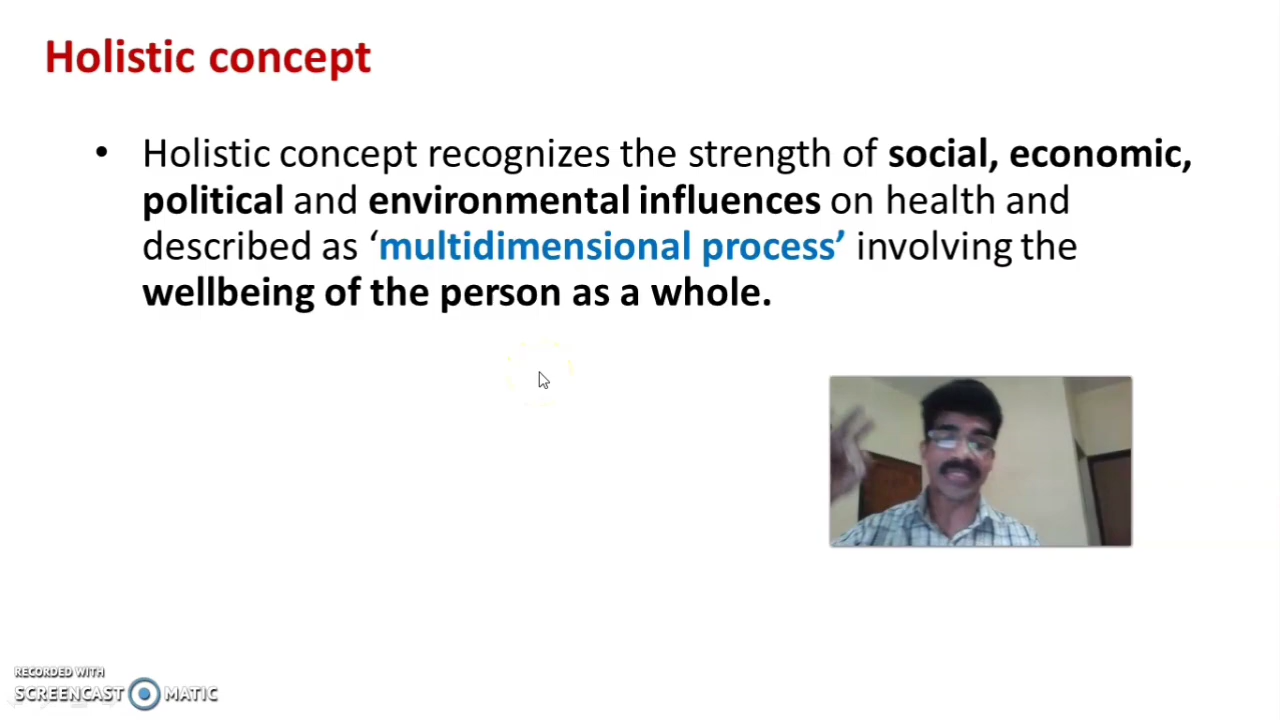 Holistic concept
• Holistic concept recognizes the strength of social, economic,
political and environmental influences on health and
described as ‘multidimensional process’ involving the
wellbeing of the person as a whole.
RECORDED WITH
SCREENCAST MATIC